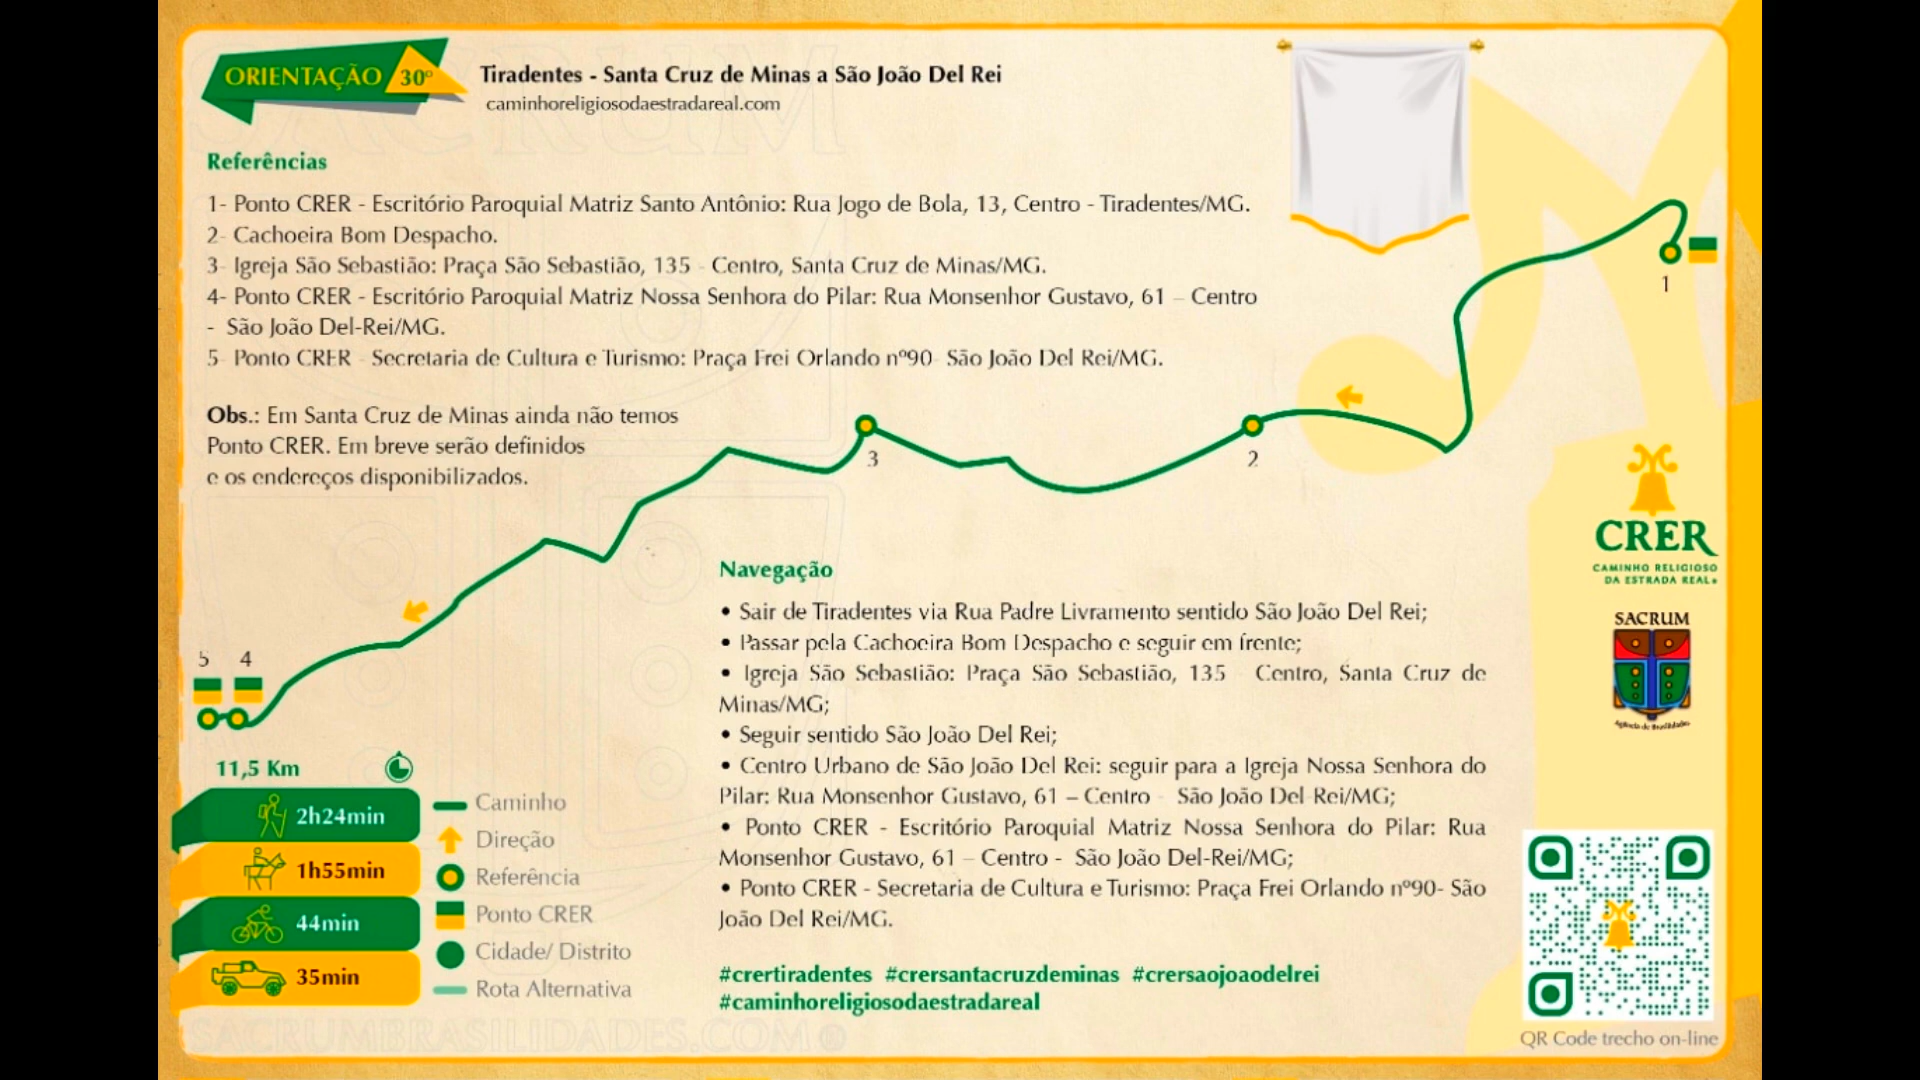 ORIENTAÇÃO 30º
Tiradentes - Santa Cruz de Minas a São João Del Rei
caminhoreligiosodaestradareal.com
Referências
1- Ponto CRER - Escritório Paroquial Matriz Santo Antônio: Rua Jogo de Bola, 13, Centro - Tiradentes/MG.
2- Cachoeira Bom Despacho.
3- Igreja São Sebastião: Praça São Sebastião, 135 - Centro, Santa Cruz de Minas/MG.
4- Ponto CRER - Escritório Paroquial Matriz Nossa Senhora do Pilar: Rua Monsenhor Gustavo, 61 – Centro
- São João Del-Rei/MG.
5- Ponto CRER - Secretaria de Cultura e Turismo: Praça Frei Orlando nº90- São João Del Rei/MG.
Obs.: Em Santa Cruz de Minas ainda não temos
Ponto CRER. Em breve serão definidos
e os endereços disponibilizados.
1
2
3
5 4
CRER
CAMINHO RELIGIOSO
DA ESTRADA REAL
SACRUM
Agência de Brasilidades
Navegação
• Sair de Tiradentes via Rua Padre Livramento sentido São João Del Rei;
• Passar pela Cachoeira Bom Despacho e seguir em frente;
• Igreja São Sebastião: Praça São Sebastião, 135 - Centro, Santa Cruz de
Minas/MG;
• Seguir sentido São João Del Rei;
• Centro Urbano de São João Del Rei: seguir para a Igreja Nossa Senhora do
Pilar: Rua Monsenhor Gustavo, 61 – Centro - São João Del-Rei/MG;
• Ponto CRER - Escritório Paroquial Matriz Nossa Senhora do Pilar: Rua
Monsenhor Gustavo, 61 – Centro - São João Del-Rei/MG;
• Ponto CRER - Secretaria de Cultura e Turismo: Praça Frei Orlando nº90- São
João Del Rei/MG.
#crertiradentes #crersantacruzdeminas #crersaojoaodelrei
#caminhoreligiosodaestradareal
11,5 Km
2h24min
1h55min
44min
35min
Caminho
Direção
Referência
Ponto CRER
Cidade/ Distrito
Rota Alternativa
QR Code trecho on-line
SACRUM
SACRUMBRASILIDADES.COM®